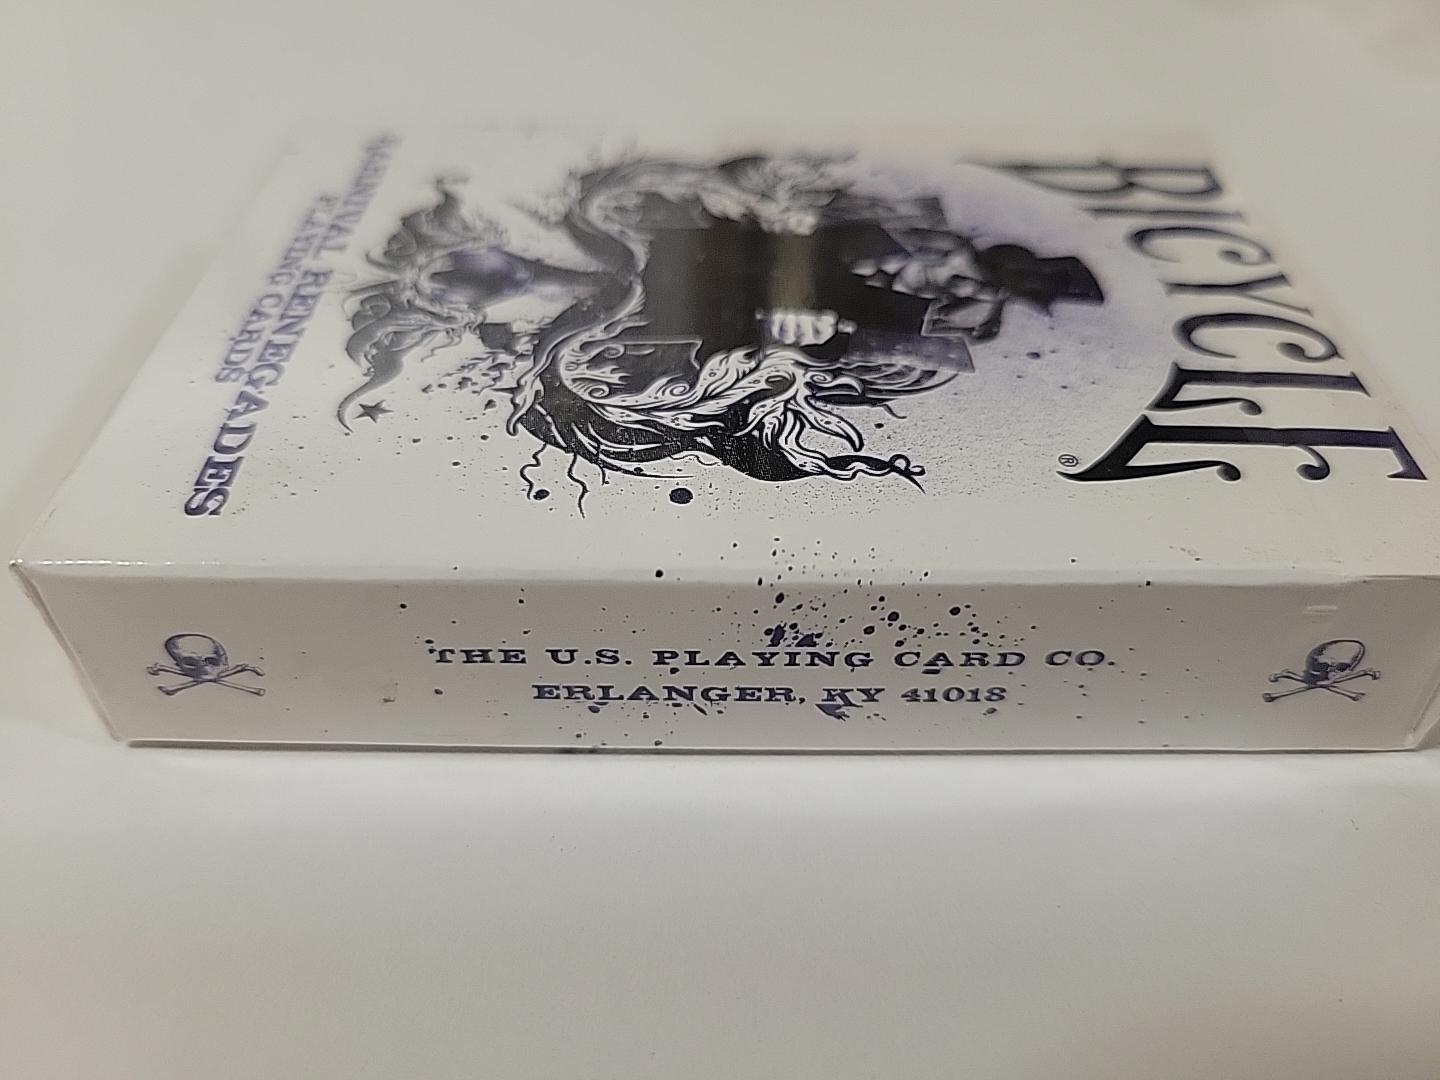 BICYCLE
®
CARNIVAL RENEGADES
PLAYING CARDS
THE U.S. PLAYING CARD CO.
ERLANGER, KY 41018